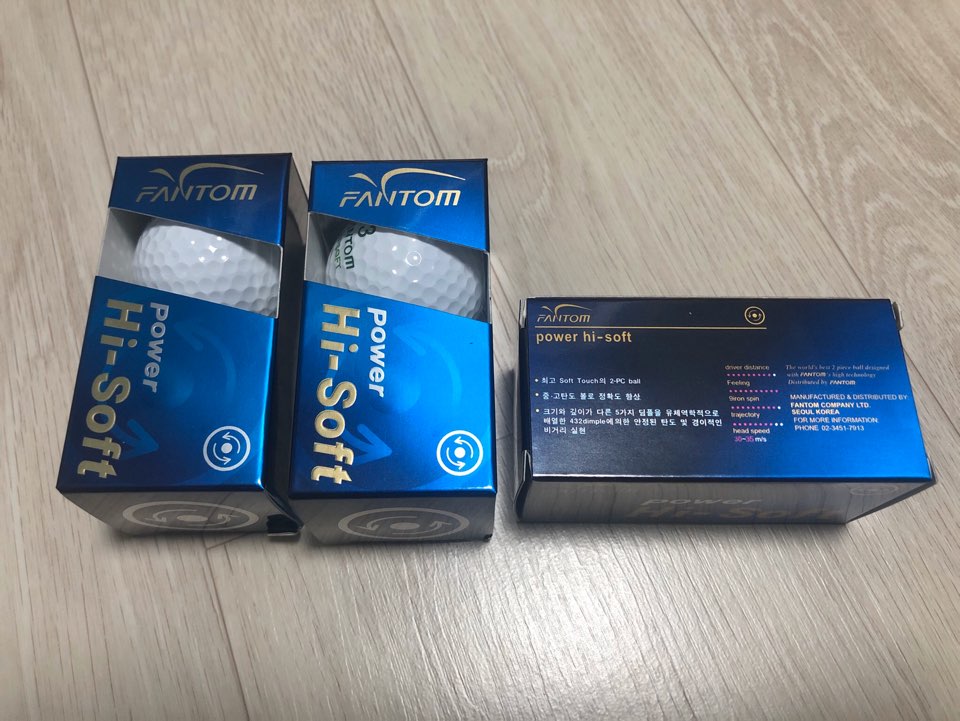 FANTOM
power
Hi-Soft
FANTOM
3
FANTOM
power
Hi-Soft
FANTOM
power hi-soft
• 최고 Soft Touch의 2-PC ball
• 중·고탄도 볼로 정확도 향상
• 크기와 깊이가 다른 5가지 딤플을 유체역학적으로
배열한 432dimple에의한 안정된 탄도 및 경이적인
비거리 실현
driver distance
Feeling
9iron spin
trajectory
head speed
30~35 m/s
The world's best 2 piece ball designed
with FANTOM's high technology
Distributed by FANTOM
MANUFACTURED & DISTRIBUTED BY:
FANTOM COMPANY LTD.
SEOUL KOREA
FOR MORE INFORMATION:
PHONE 02-3451-7913
power
Hi-Soft